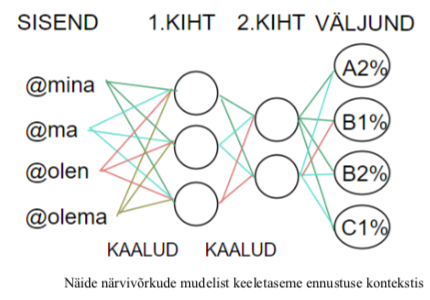 SISEND 1.KIHT 2.KIHT VÄLJUND
A2%
@mina
B1%
@ma
@olen
B2%
@olema
C1%
KAALUD KAALUD
Näide närvivõrkude mudelist keeletaseme ennustuse kontekstis